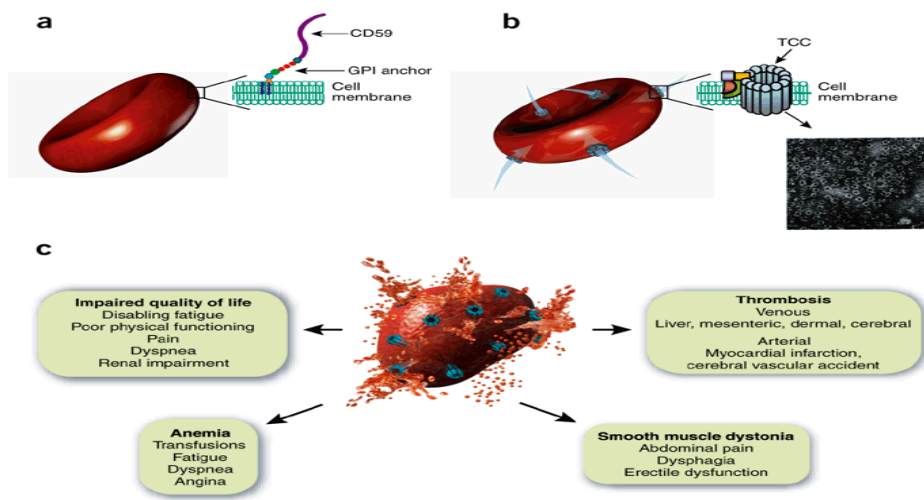 a
CD59
GPI anchor
Cell
membrane
b
TCC
Cell
membrane
c
Impaired quality of life
Disabling fatigue
Poor physical functioning
Pain
Dyspnea
Renal impairment
Thrombosis
Venous
Liver, mesenteric, dermal, cerebral
Arterial
Myocardial infarction,
cerebral vascular accident
Anemia
Transfusions
Fatigue
Dyspnea
Angina
Smooth muscle dystonia
Abdominal pain
Dysphagia
Erectile dysfunction